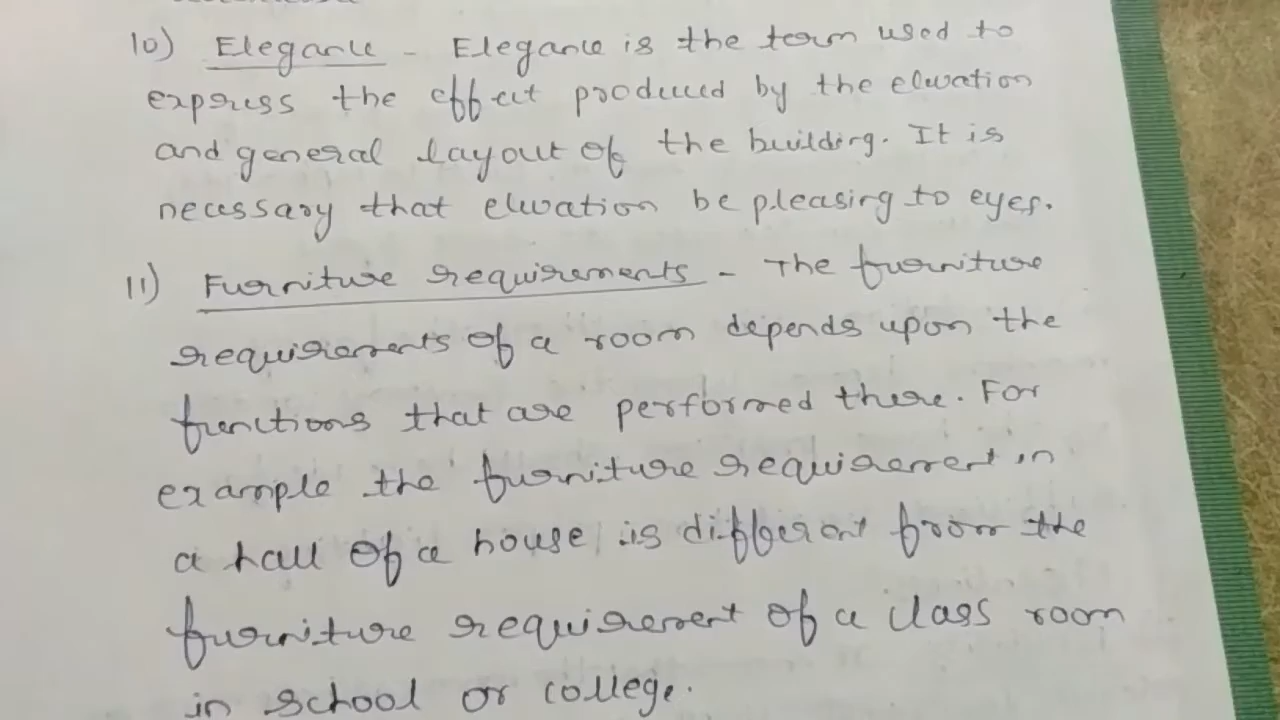 10) Elegance - Elegance is the term used to
express the effect produced by the elevation
and general layout of the building. It is
necessary that elevation be pleasing to eyes.
11) Furniture requirements - The furniture
requirements of a room depends upon the
functions that are performed there. For
example the furniture requirement in
a hall of a house is different from the
furniture requirement of a class room
in school or college.